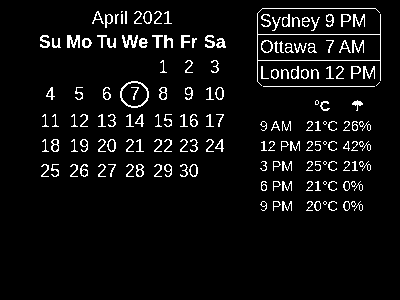 April 2021
Su Mo Tu We Th Fr Sa
1 2 3
4 5 6 7 8 9 10
11 12 13 14 15 16 17
18 19 20 21 22 23 24
25 26 27 28 29 30
Sydney 9 PM
Ottawa 7 AM
London 12 PM
°C ☂
9 AM 21°C 26%
12 PM 25°C 42%
3 PM 25°C 21%
6 PM 21°C 0%
9 PM 20°C 0%